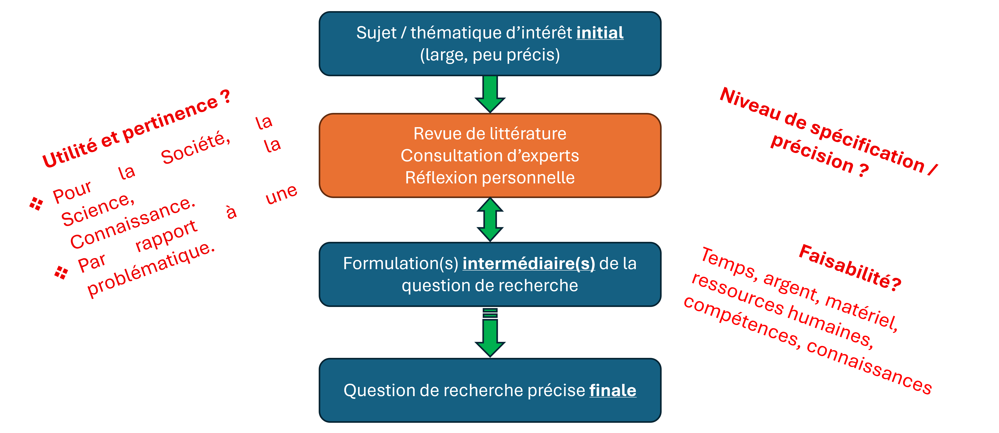 Sujet / thématique d’intérêt initial
(large, peu précis)
Revue de littérature
Consultation d’experts
Réflexion personnelle
Formulation(s) intermédiaire(s) de la
question de recherche
Question de recherche précise finale
Utilité et pertinence ?
❖ Pour la Société, la
Science, la
Connaissance.
❖ Par rapport à une
problématique.
Niveau de spécification /
précision ?
Faisabilité?
Temps, argent, matériel,
ressources humaines,
compétences, connaissances